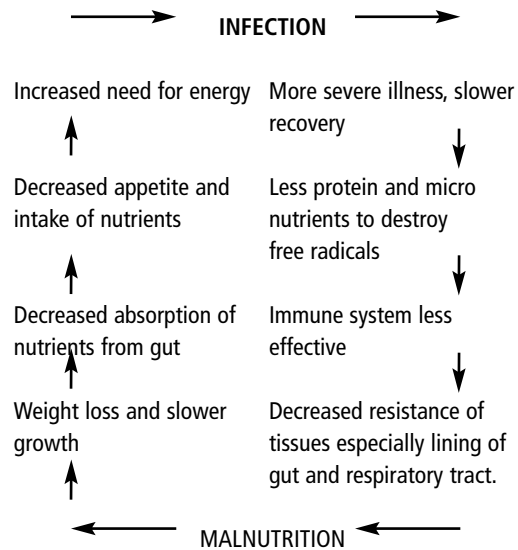 INFECTION
Increased need for energy
Decreased appetite and
intake of nutrients
Decreased absorption of
nutrients from gut
Weight loss and slower
growth
More severe illness, slower
recovery
Less protein and micro
nutrients to destroy
free radicals
Immune system less
effective
Decreased resistance of
tissues especially lining of
gut and respiratory tract.
MALNUTRITION